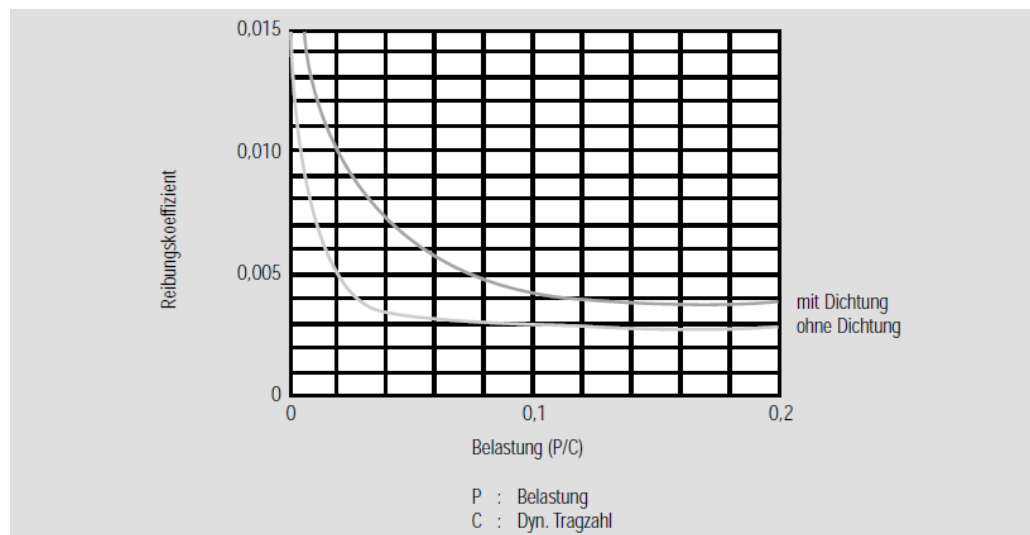 0,015
0,010
0,005
0
Reibungskoeffizient
0
0,1
0,2
mit Dichtung
ohne Dichtung
Belastung (P/C)
P : Belastung
C : Dyn. Tragzahl